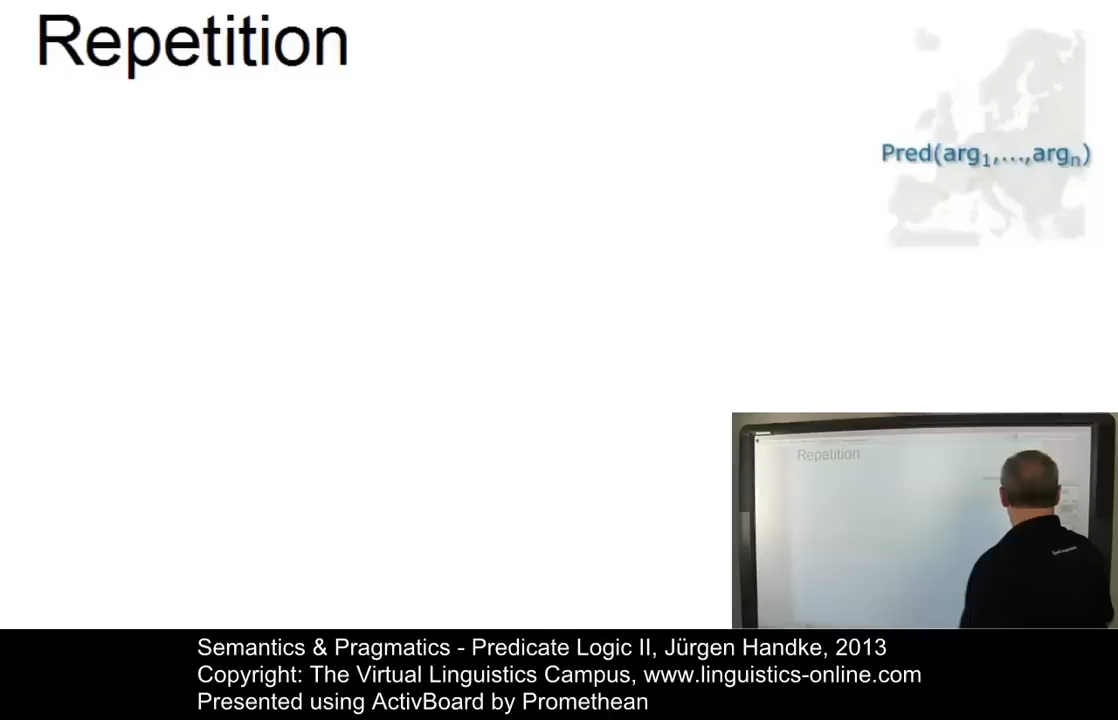 Repetition
Pred(arg1,...,argn)
Repetition
Semantics & Pragmatics - Predicate Logic II, Jürgen Handke, 2013
Copyright: The Virtual Linguistics Campus, www.linguistics-online.com
Presented using ActivBoard by Promethean